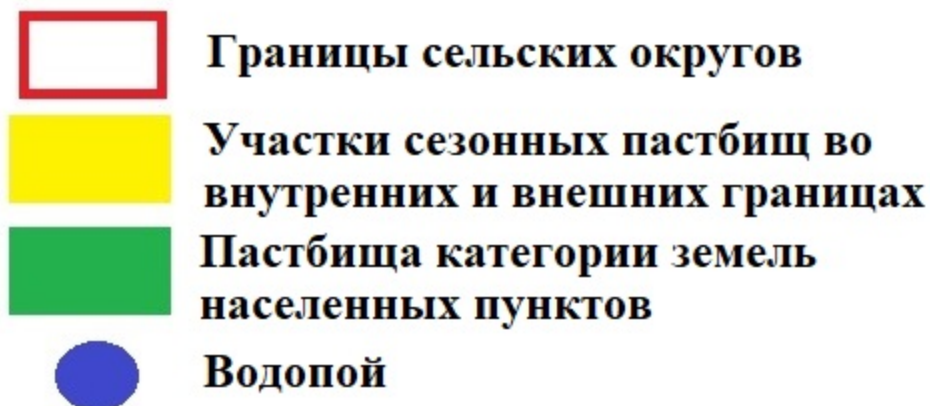 Границы сельских округов
Участки сезонных пастбищ во
внутренних и внешних границах
Пастбища категории земель
населенных пунктов
Водопой